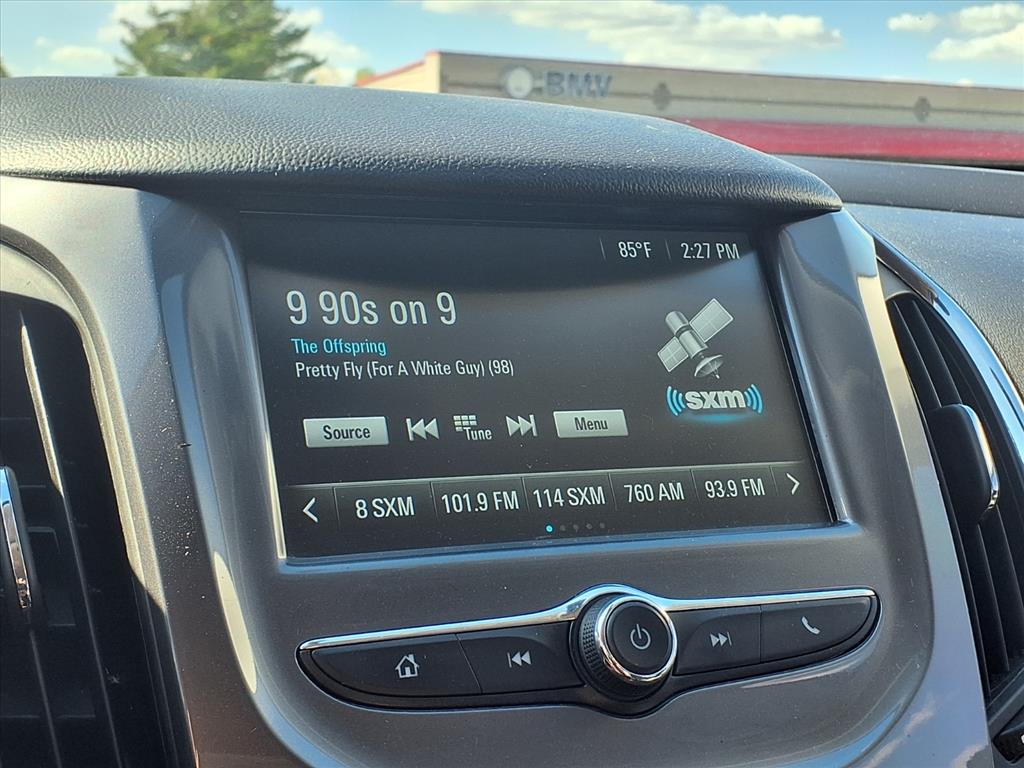 BMV
85°F 2:27 PM
9 90s on 9
The Offspring
Pretty Fly (For A White Guy) (98)
sxm
Source Tune Menu
8 SXM 101.9 FM 114 SXM 760 AM 93.9 FM